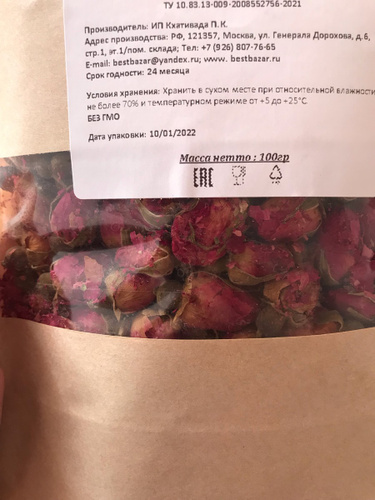 ТУ 10.83.13-009-2008552756-2021
Производитель: ИП Кхативада П.К.
Адрес производства: РФ, 121357, Москва, ул. Генерала Дорохова, д.6,
стр.1, эт.1/пом. склада; Тел: +7 (926) 807-76-65
E-mail: bestbazar@yandex.ru; www. bestbazar.ru
Срок годности: 24 месяца
Условия хранения: Хранить в сухом месте при относительной влажности
не более 70% и температурном режиме от +5 до +25°C
БЕЗ ГМО
Дата упаковки: 10/01/2022
Масса нетто : 100гр
EAC